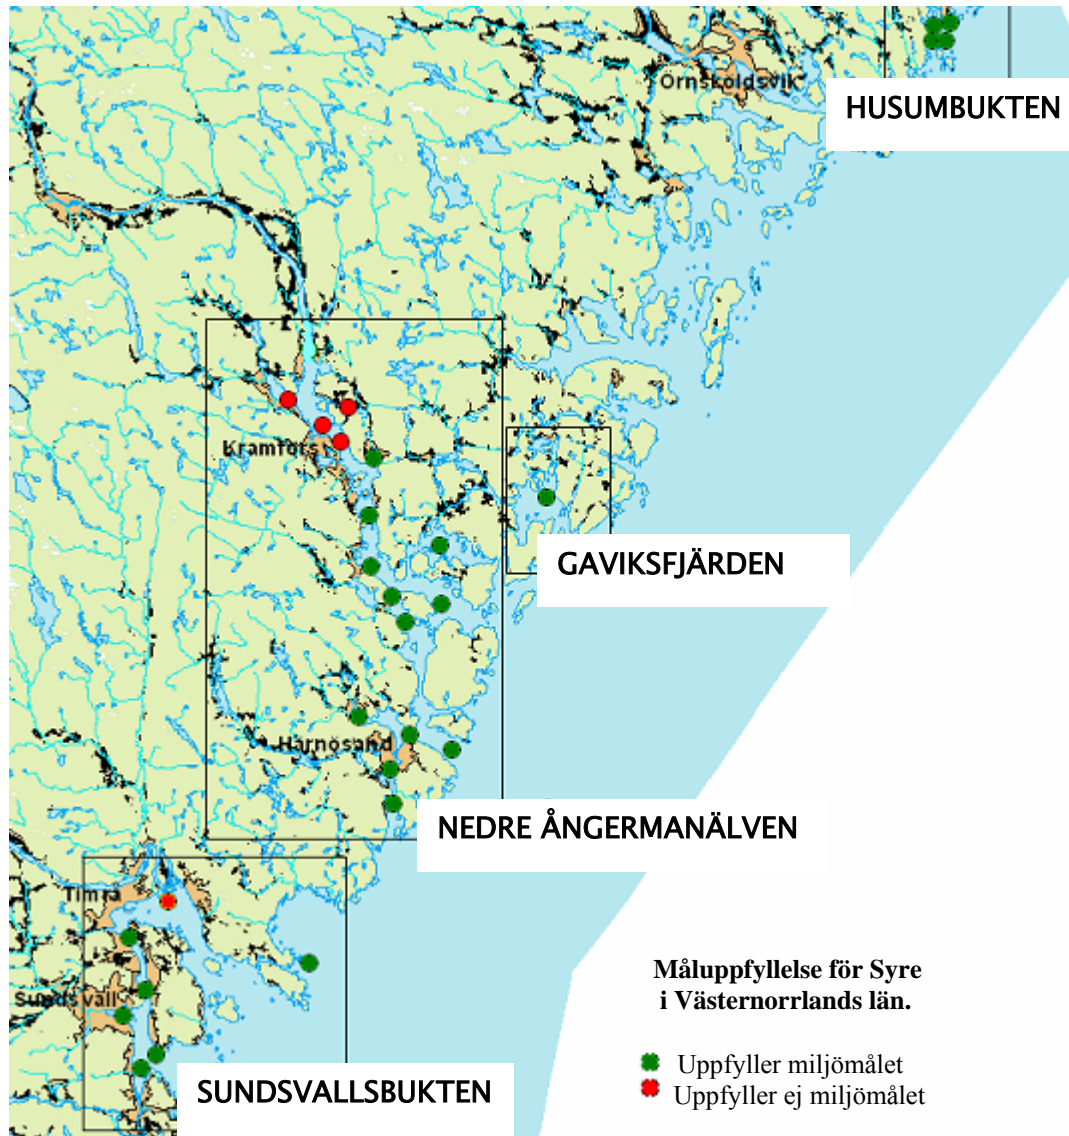 Örnsköldsvik
HUSUMBUKTEN
Kramfors
GAVIKSFJÄRDEN
Härnösand
NEDRE ÅNGERMANÄLVEN
Timrå
Måluppfyllelse för Syre
i Västernorrlands län.
Sundsvall
Uppfyller miljömålet
Uppfyller ej miljömålet
SUNDSVALLSBUKTEN